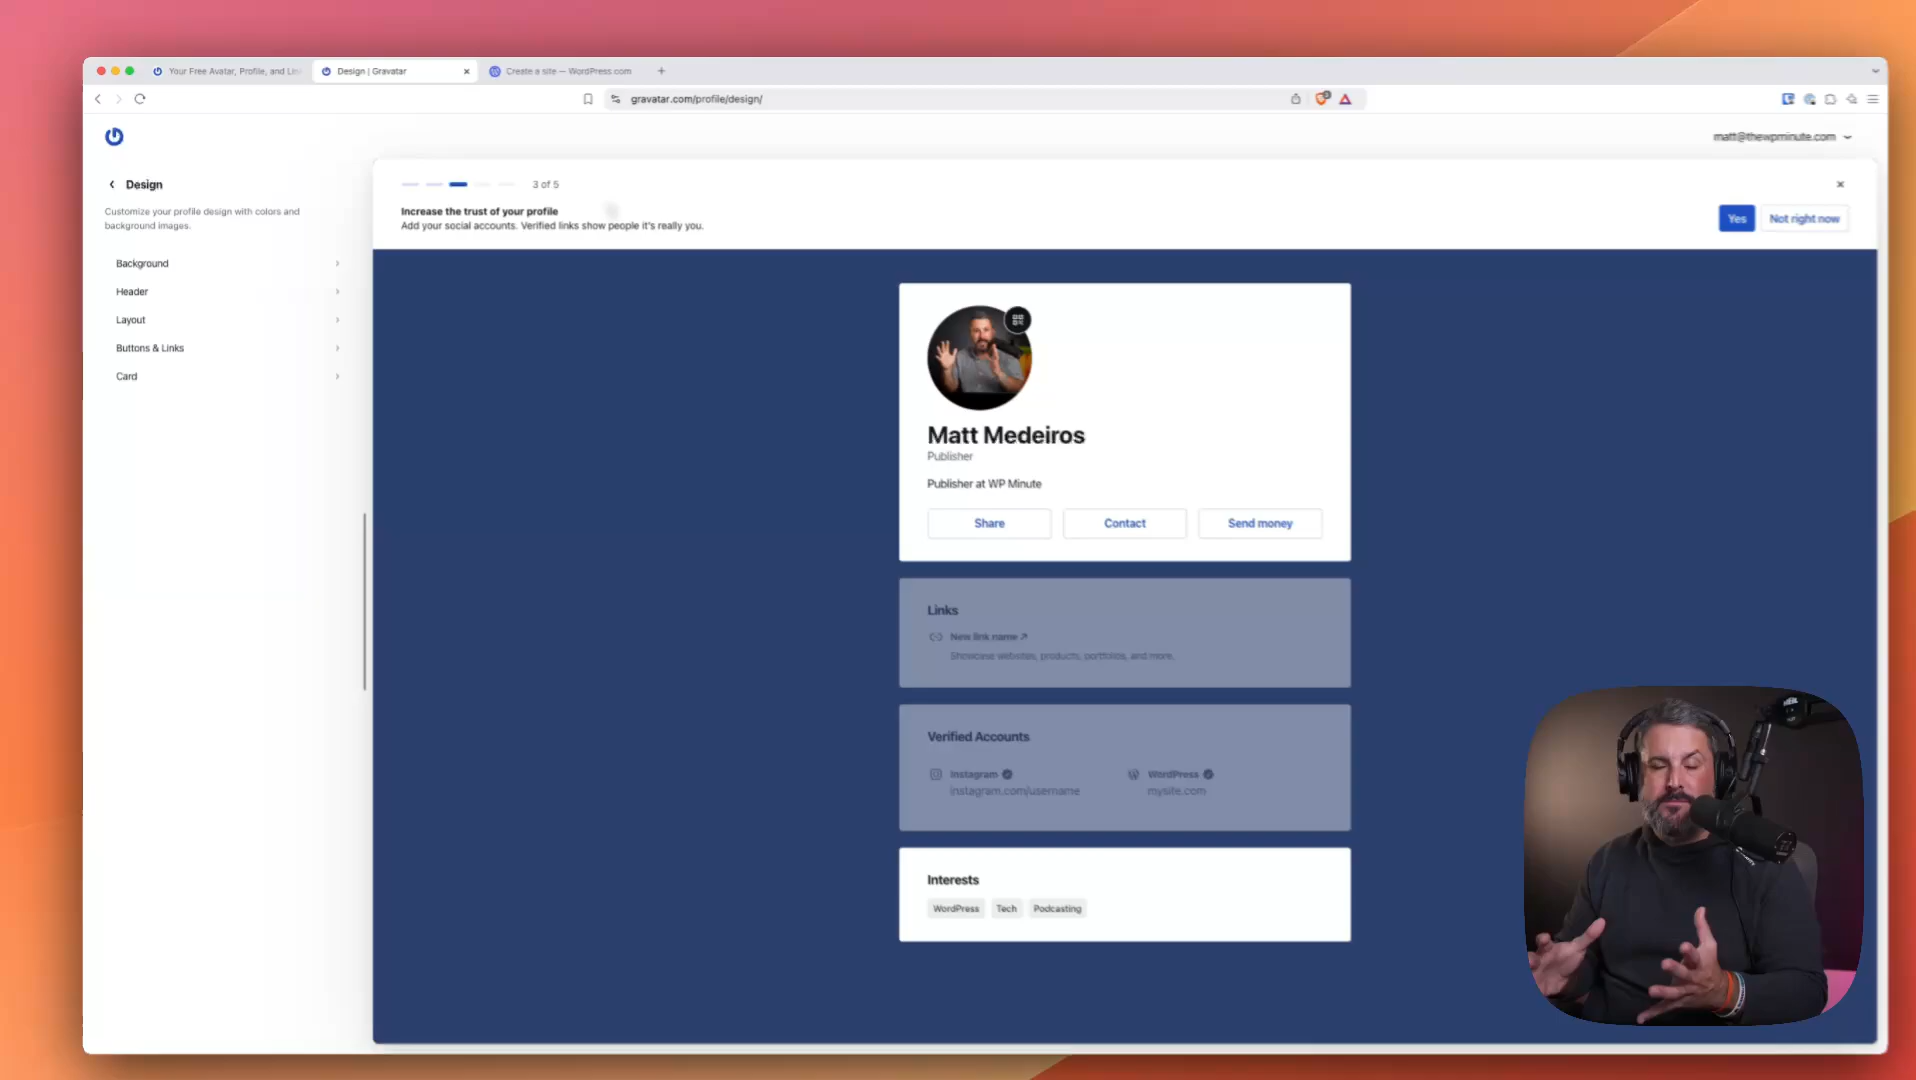 Your Free Avatar, Profile, and Lin
Design | Gravatar
Create a site — WordPress.com
gravatar.com/profile/design/
matt@thewpminute.com
Design
Customize your profile design with colors and
background images.
Background
Header
Layout
Buttons & Links
Card
3 of 5
Increase the trust of your profile
Add your social accounts. Verified links show people it's really you.
Yes
Not right now
Matt Medeiros
Publisher
Publisher at WP Minute
Share
Contact
Send money
Links
New link name ↗
Showcase websites, products, portfolios, and more.
Verified Accounts
Instagram
instagram.com/username
WordPress
mysite.com
Interests
WordPress
Tech
Podcasting